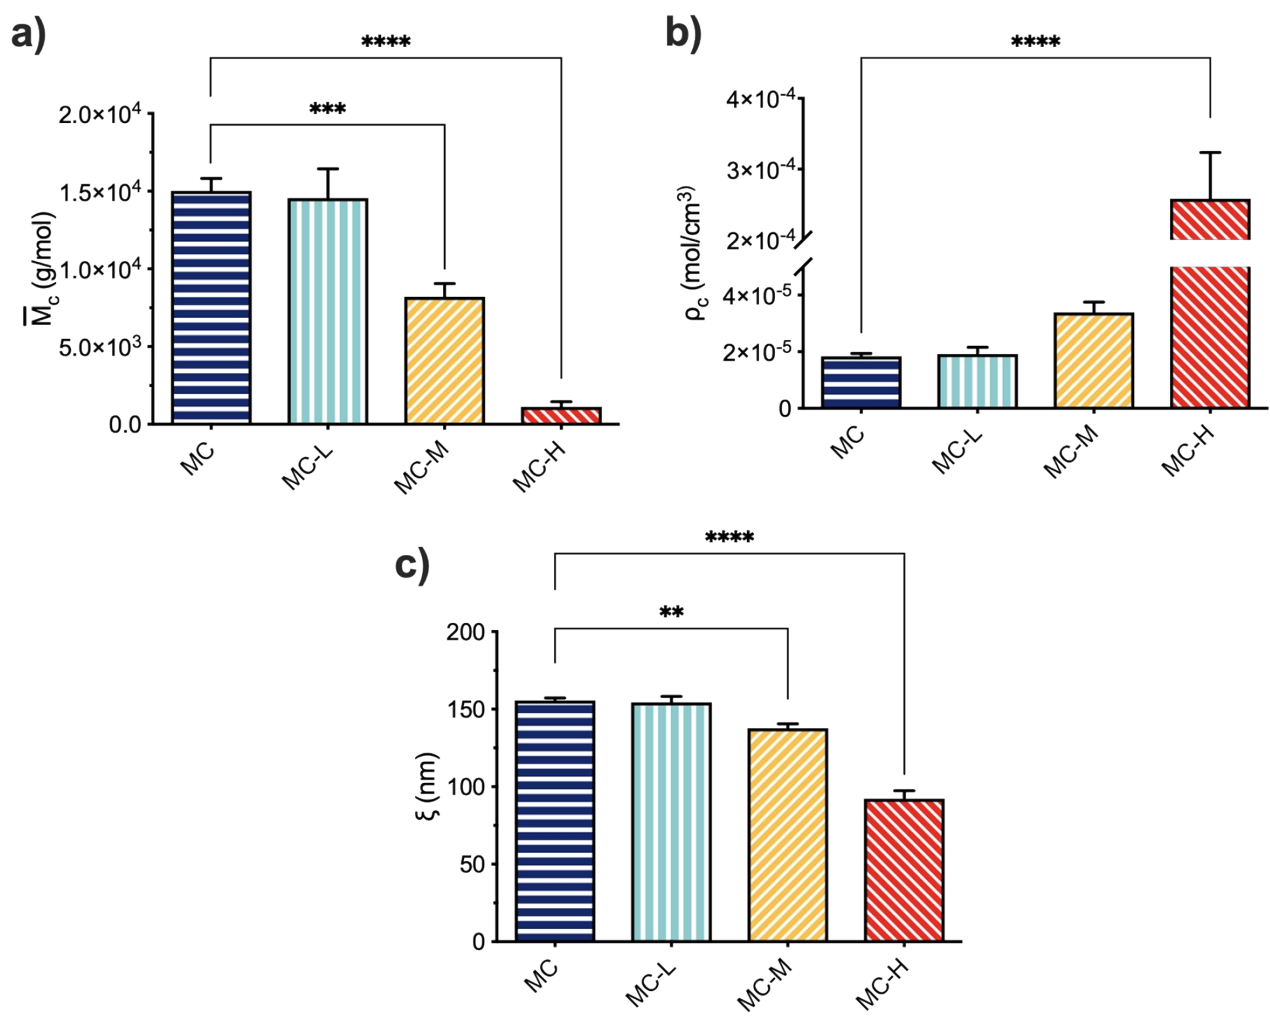 a)
****
***
2.0×10⁴
1.5×10⁴
1.0×10⁴
5.0×10³
0.0
M̅c (g/mol)
MC
MC-L
MC-M
MC-H
b)
****
4×10⁻⁴
3×10⁻⁴
2×10⁻⁴
4×10⁻⁵
2×10⁻⁵
0
ρc (mol/cm³)
MC
MC-L
MC-M
MC-H
c)
****
**
200
150
100
50
0
ξ (nm)
MC
MC-L
MC-M
MC-H